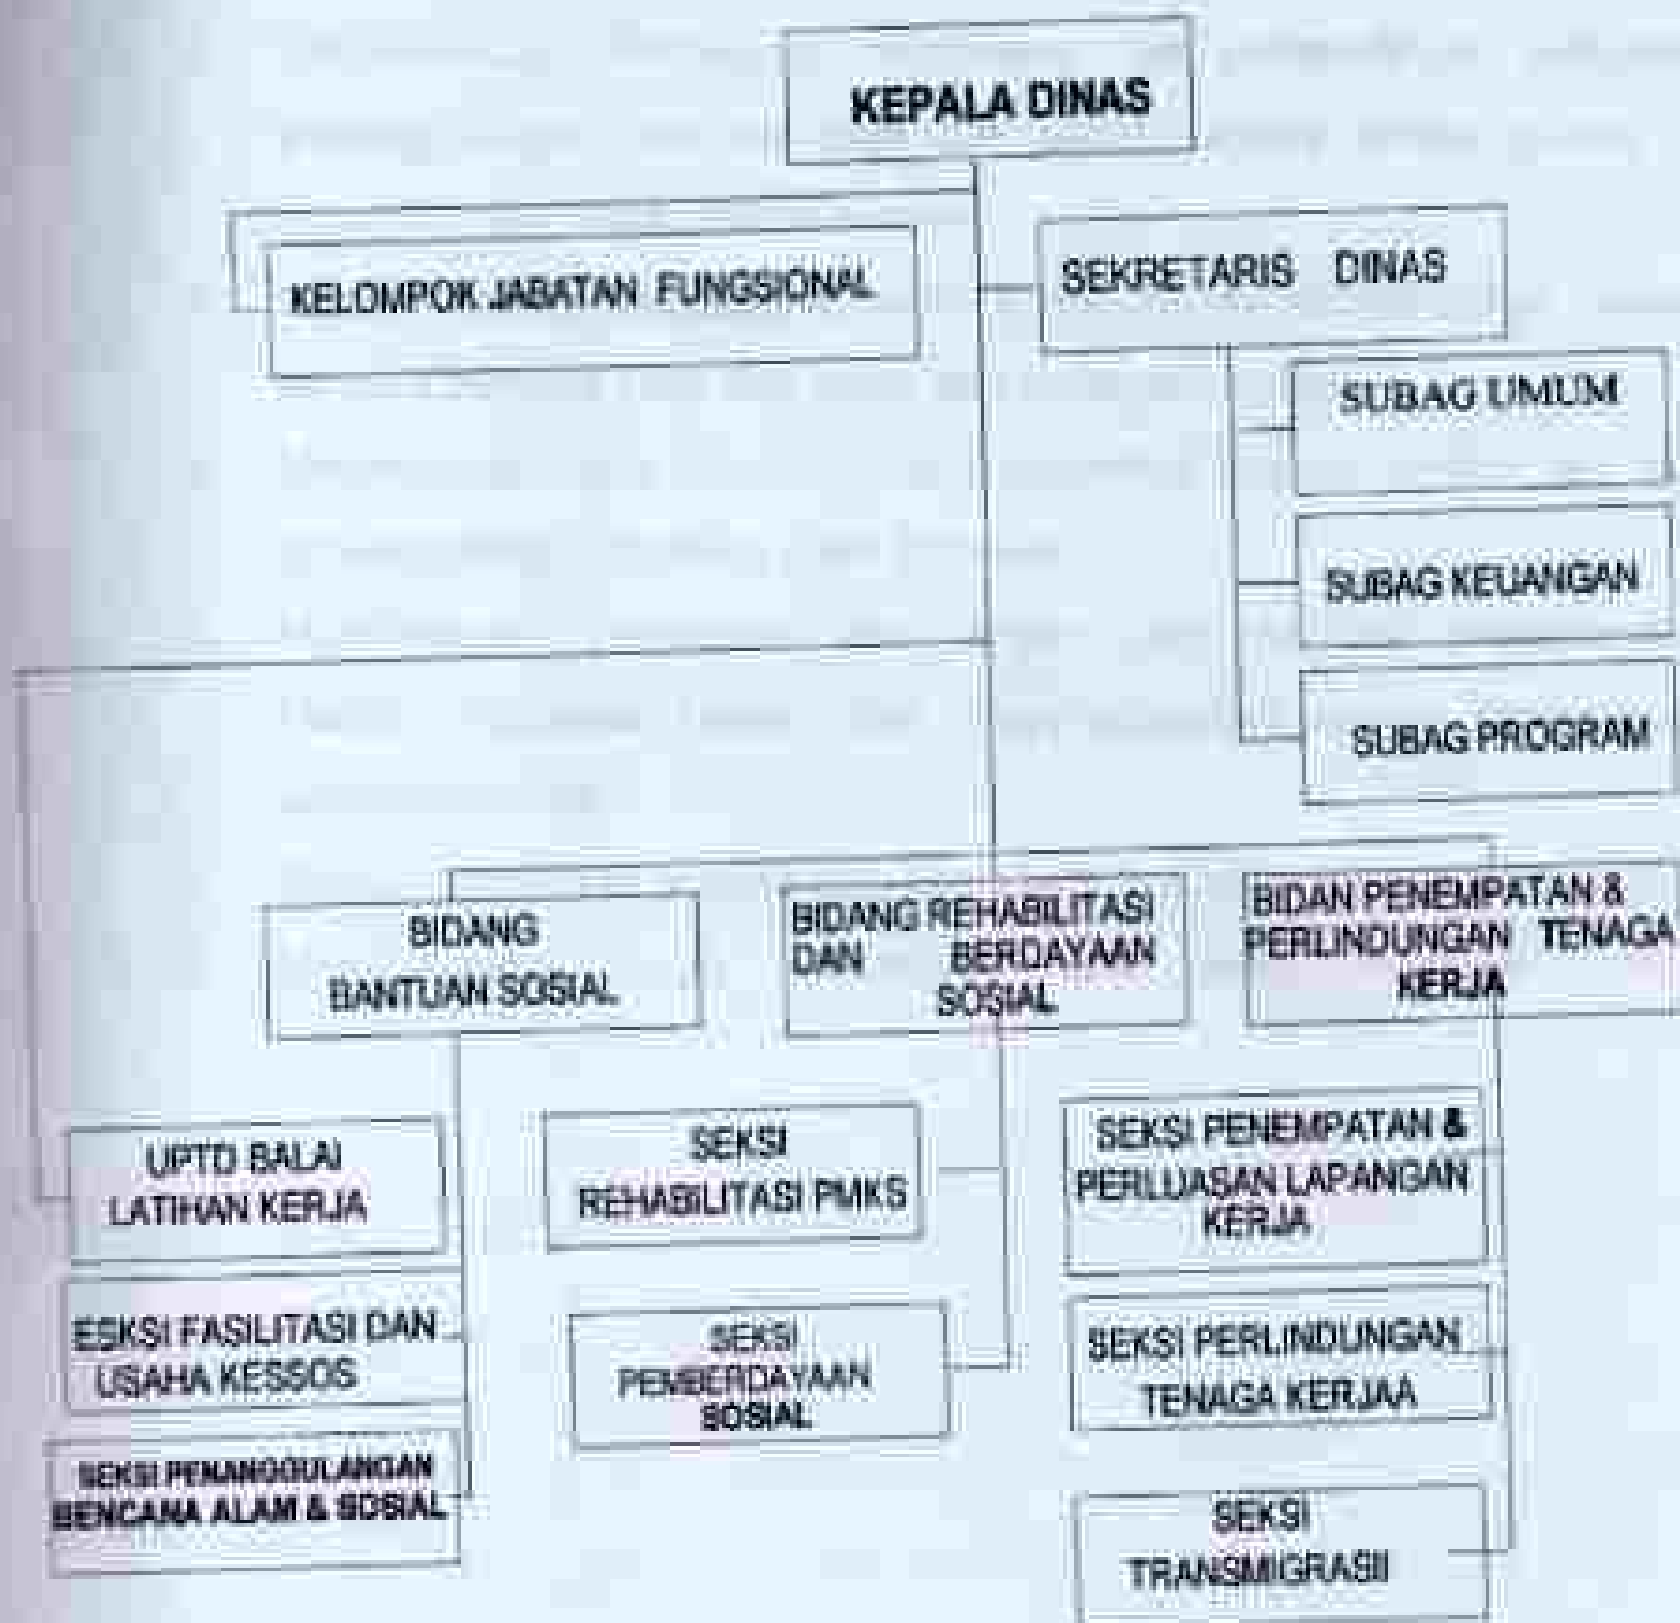 KEPALA DINAS
KELOMPOK JABATAN FUNGSIONAL
SEKRETARIS DINAS
SUBAG UMUM
SUBAG KEUANGAN
SUBAG PROGRAM
BIDANG
BANTUAN SOSIAL
BIDANG REHABILITASI
DAN BERDAYAAN
SOSIAL
BIDAN PENEMPATAN &
PERLINDUNGAN TENAGA
KERJA
UPTD BALAI
LATIHAN KERJA
SEKSI
REHABILITASI PMKS
SEKSI PENEMPATAN &
PERLUASAN LAPANGAN
KERJA
ESKSI FASILITASI DAN
USAHA KESSOS
SEKSI
PEMBERDAYAAN
SOSIAL
SEKSI PERLINDUNGAN
TENAGA KERJAA
SEKSI PENANGGULANGAN
BENCANA ALAM & SOSIAL
SEKSI
TRANSMIGRASII